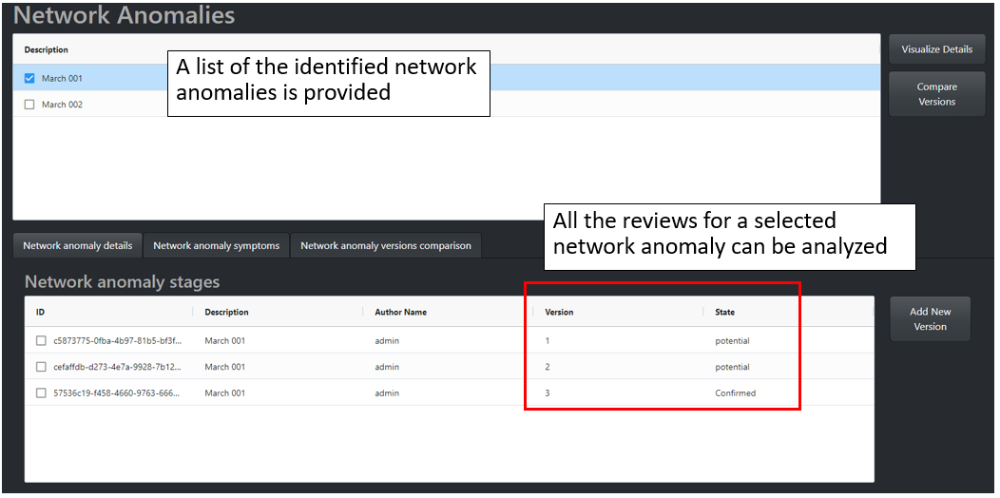 Network Anomalies
Description
March 001
March 002
A list of the identified network
anomalies is provided
Visualize Details
Compare
Versions
All the reviews for a selected
network anomaly can be analyzed
Network anomaly details
Network anomaly symptoms
Network anomaly versions comparison
Network anomaly stages
ID Description Author Name Version State
c5873775-0fba-4b97-81b5-bf3f... March 001 admin 1 potential
cefaffdb-d273-4e7a-9928-7b12... March 001 admin 2 potential
57536c19-f458-4660-9763-666... March 001 admin 3 Confirmed
Add New
Version